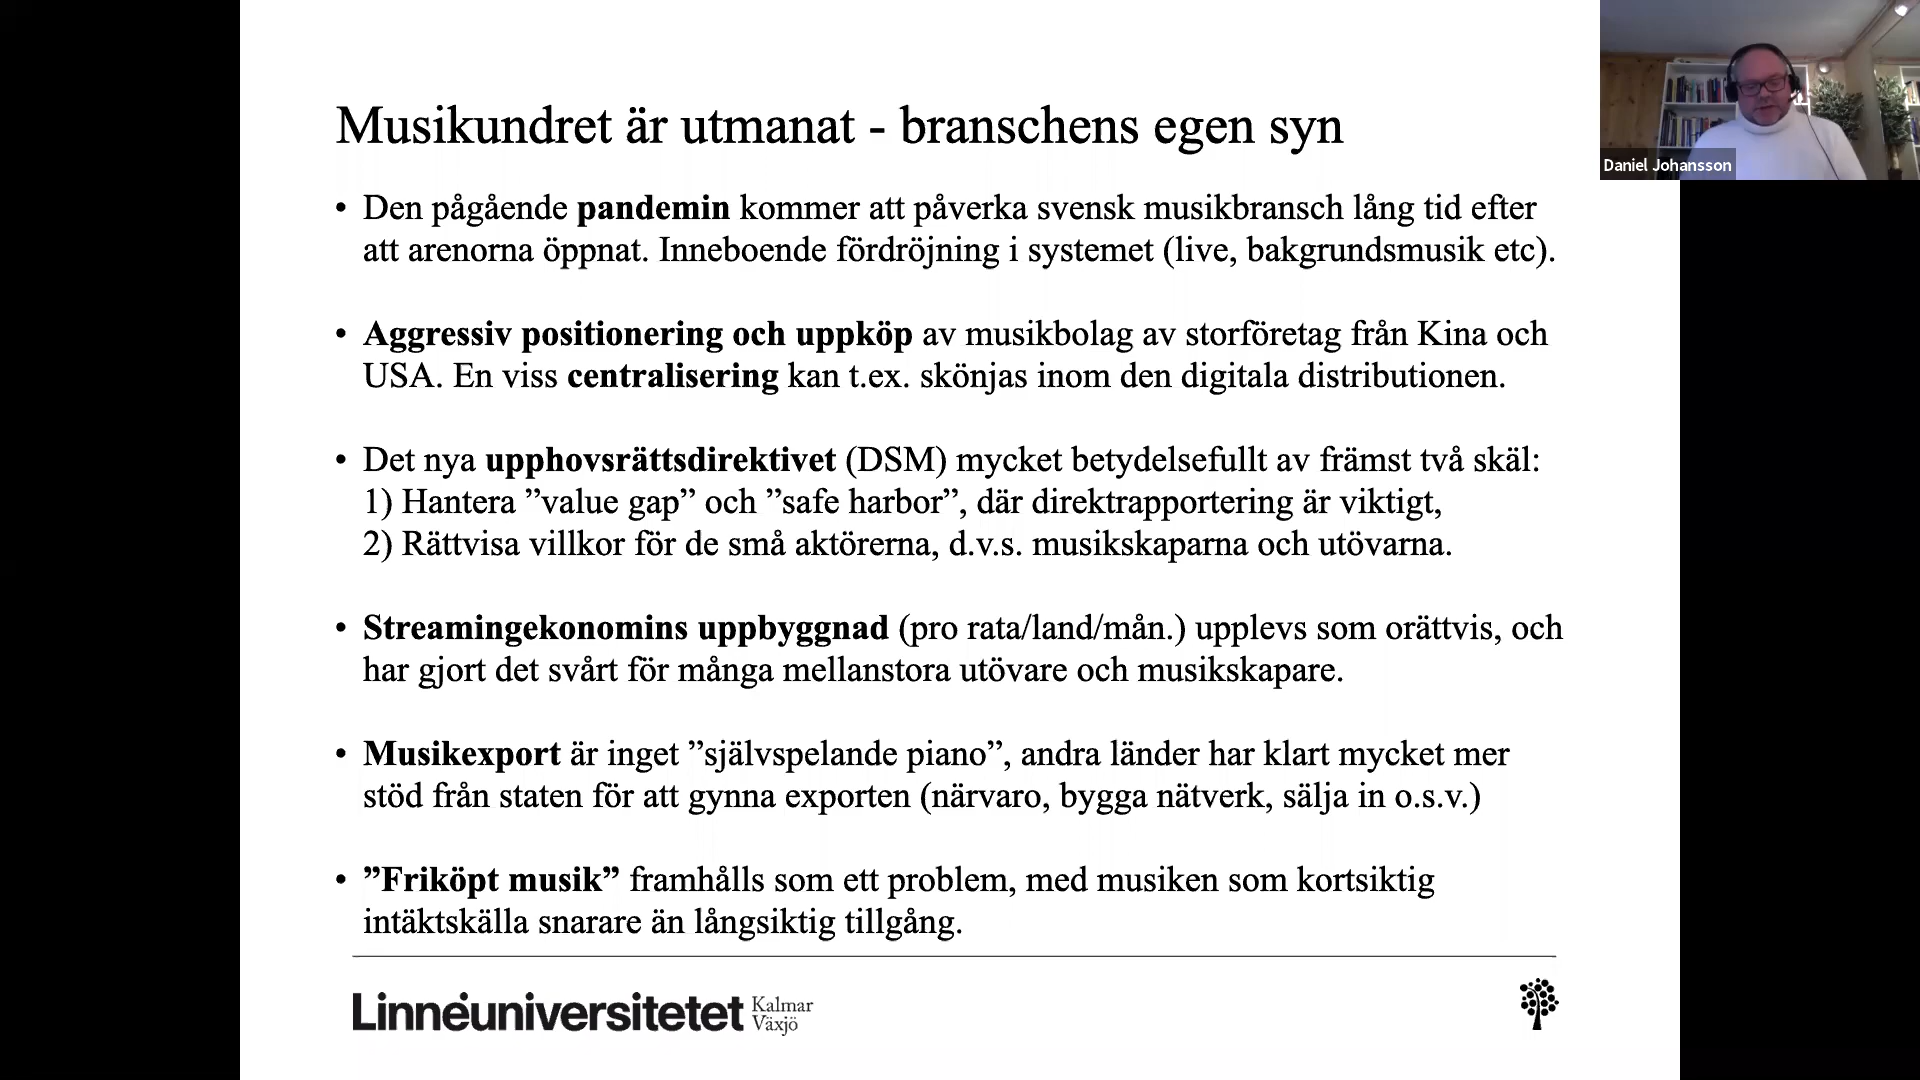 Musikundret är utmanat - branschens egen syn
• Den pågående pandemin kommer att påverka svensk musikbransch lång tid efter
att arenorna öppnat. Inneboende fördröjning i systemet (live, bakgrundsmusik etc).
• Aggressiv positionering och uppköp av musikbolag av storföretag från Kina och
USA. En viss centralisering kan t.ex. skönjas inom den digitala distributionen.
• Det nya upphovsrättsdirektivet (DSM) mycket betydelsefullt av främst två skäl:
1) Hantera ”value gap” och ”safe harbor”, där direktrapportering är viktigt,
2) Rättvisa villkor för de små aktörerna, d.v.s. musikskaparna och utövarna.
• Streamingekonomins uppbyggnad (pro rata/land/mån.) upplevs som orättvis, och
har gjort det svårt för många mellanstora utövare och musikskapare.
• Musikexport är inget ”självspelande piano”, andra länder har klart mycket mer
stöd från staten för att gynna exporten (närvaro, bygga nätverk, sälja in o.s.v.)
• ”Friköpt musik” framhålls som ett problem, med musiken som kortsiktig
intäktskälla snarare än långsiktig tillgång.
Linnéuniversitetet
Kalmar
Växjö
Daniel Johansson